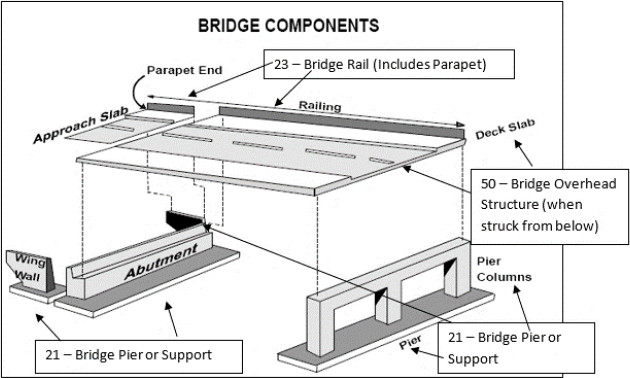 BRIDGE COMPONENTS
23 – Bridge Rail (Includes Parapet)
Parapet End
Railing
Approach Slab
Deck Slab
50 – Bridge Overhead
Structure (when
struck from below)
Wing
Wall
Abutment
Pier
Columns
21 – Bridge Pier or Support
Pier
21 – Bridge Pier or
Support